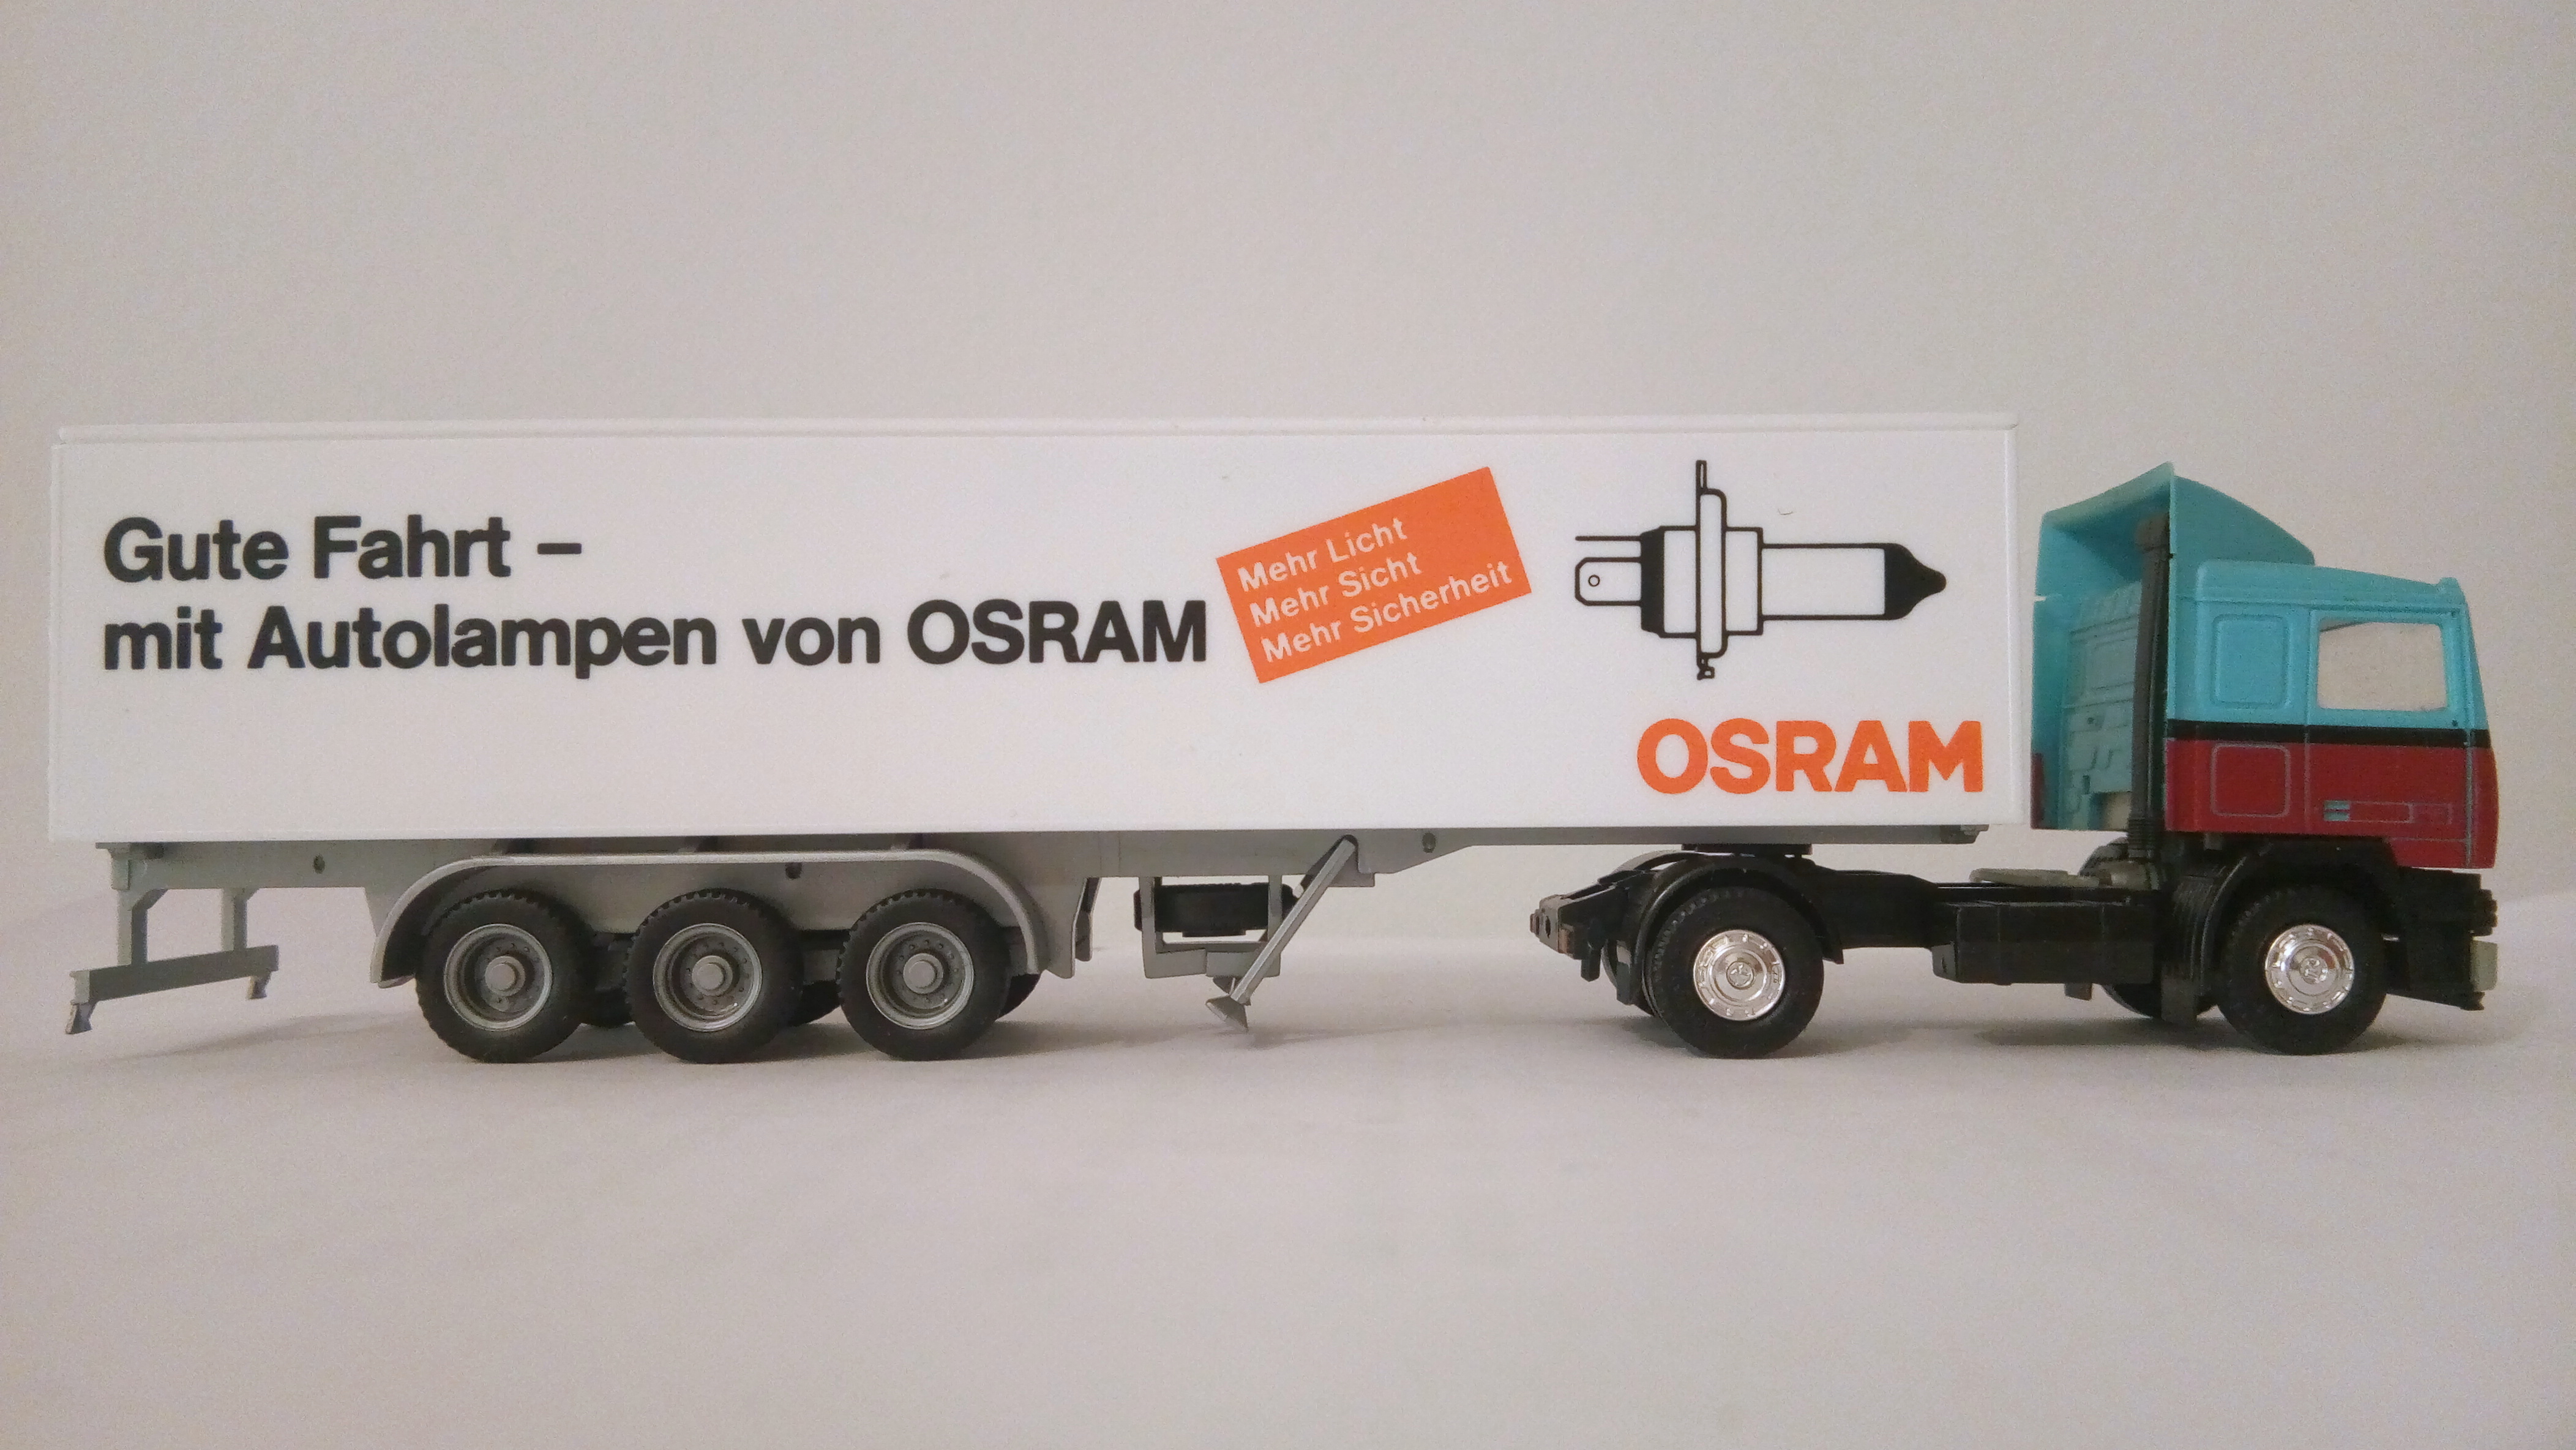 Gute Fahrt –
mit Autolampen von OSRAM
Mehr Licht
Mehr Sicht
Mehr Sicherheit
OSRAM